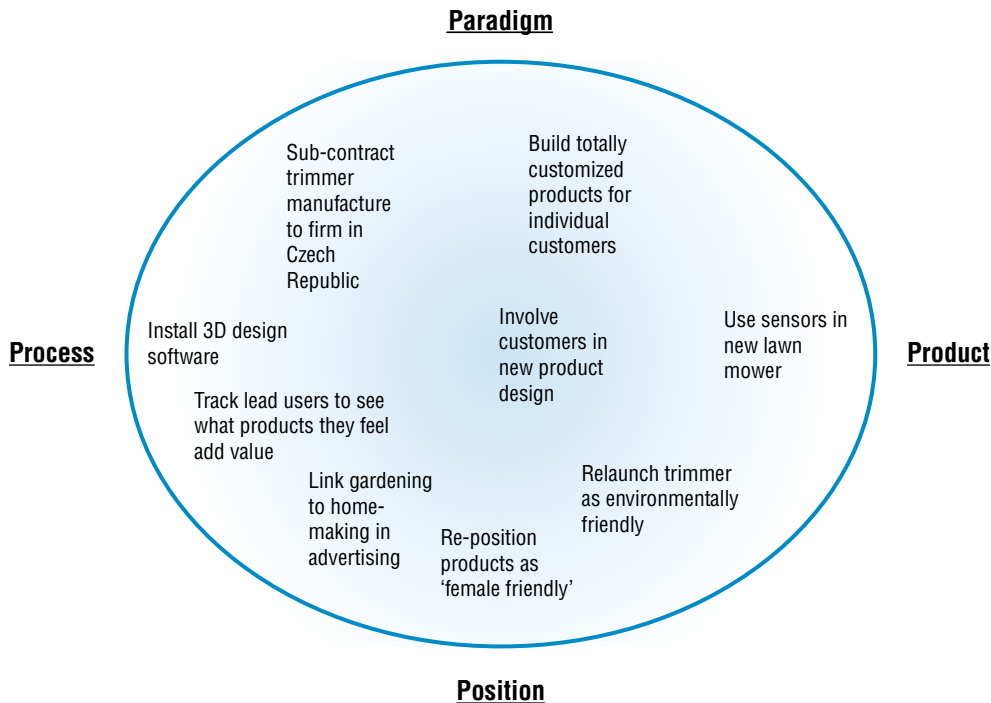 Paradigm
Sub-contract
trimmer
manufacture
to firm in
Czech
Republic
Build totally
customized
products for
individual
customers
Process
Install 3D design
software
Involve
customers in
new product
design
Use sensors in
new lawn
mower
Product
Track lead users to see
what products they feel
add value
Link gardening
to home-
making in
advertising
Re-position
products as
‘female friendly’
Relaunch trimmer
as environmentally
friendly
Position